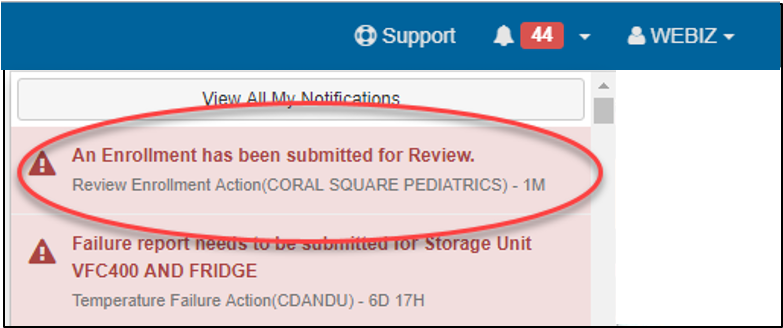 Support 44 WEBIZ
View All My Notifications
An Enrollment has been submitted for Review.
Review Enrollment Action(CORAL SQUARE PEDIATRICS) - 1M
Failure report needs to be submitted for Storage Unit
VFC400 AND FRIDGE
Temperature Failure Action(CDANDU) - 6D 17H